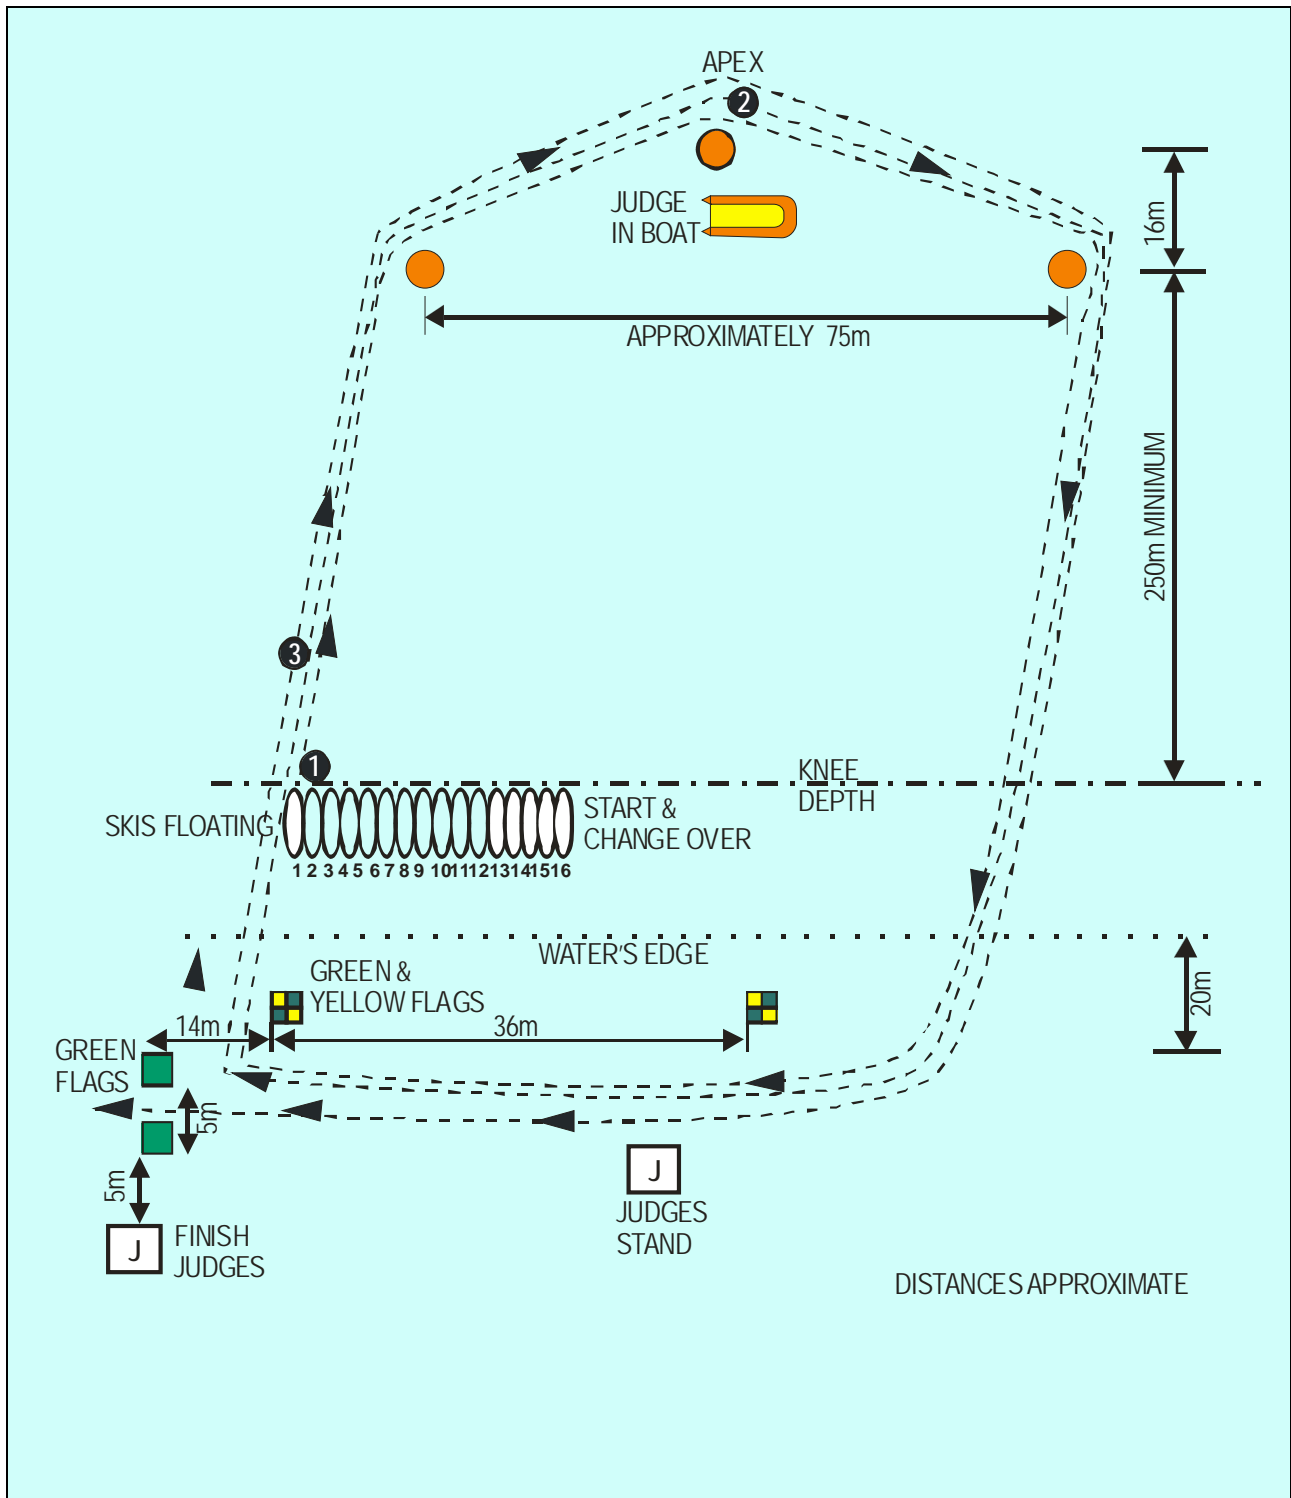 APEX
2
JUDGE
IN BOAT
16m
APPROXIMATELY 75m
250m MINIMUM
3
1
KNEE
DEPTH
SKIS FLOATING
START &
CHANGE OVER
1 2 3 4 5 6 7 8 9 10 11 12 13 14 15 16
WATER'S EDGE
GREEN &
YELLOW FLAGS
20m
14m
36m
GREEN
FLAGS
5m
5m
J
JUDGES
STAND
J
FINISH
JUDGES
DISTANCES APPROXIMATE